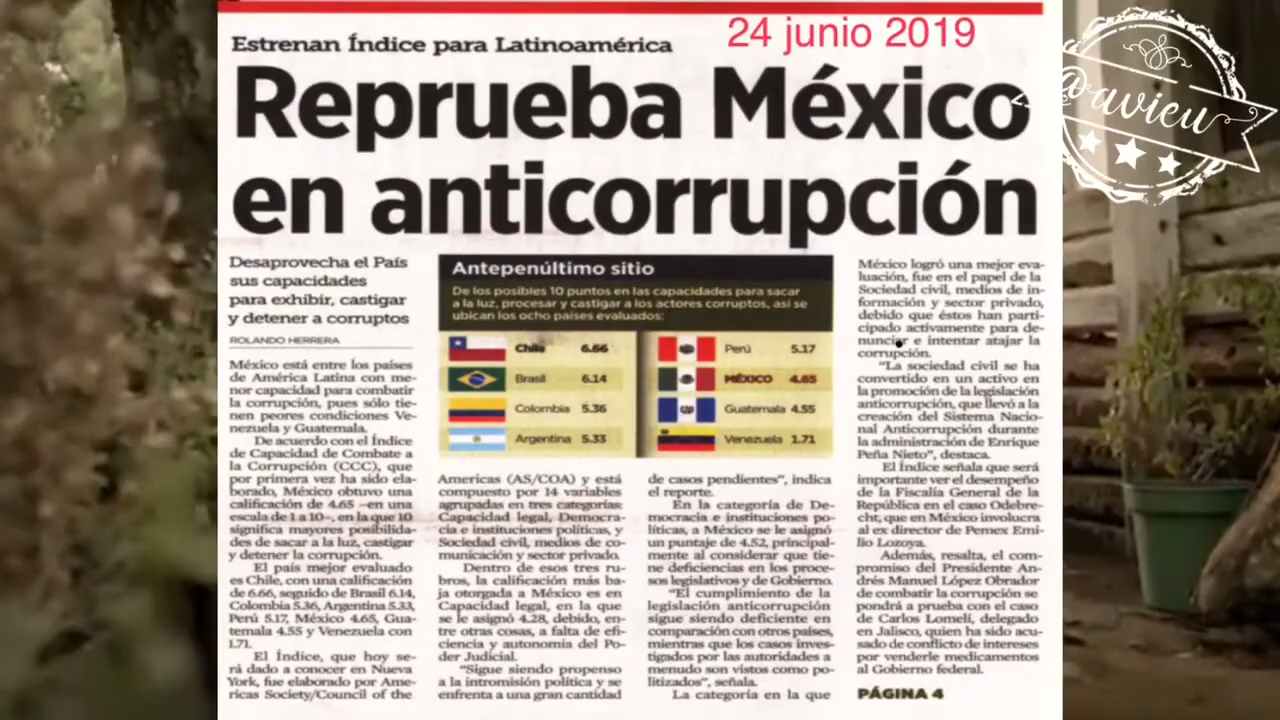 24 junio 2019
Estrenan Índice para Latinoamérica
Reprueba México
en anticorrupción
Desaprovecha el País
sus capacidades
para exhibir, castigar
y detener a corruptos
ROLANDO HERRERA
México está entre los países
de América Latina con me-
nor capacidad para combatir
la corrupción, pues sólo tie-
nen peores condiciones Ve-
nezuela y Guatemala.
De acuerdo con el Índice
de Capacidad de Combate a
la Corrupción (CCC), que
por primera vez ha sido ela-
borado, México obtuvo una
calificación de 4.65 –en una
escala de 1 a 10–, en la que 10
significa mayores posibilida-
des de sacar a la luz, castigar
y detener la corrupción.
El país mejor evaluado
es Chile, con una calificación
de 6.66, seguido de Brasil 6.14,
Colombia 5.36, Argentina 5.33,
Perú 5.17, México 4.65, Gua-
temala 4.55 y Venezuela con
1.71.
El Índice, que hoy se-
rá dado a conocer en Nueva
York, fue elaborado por Ame-
ricas Society/Council of the
Antepenúltimo sitio
De los posibles 10 puntos en las capacidades para sacar
a la luz, procesar y castigar a los actores corruptos, así se
ubican los ocho países evaluados:
Chile 6.66
Brasil 6.14
Colombia 5.36
Argentina 5.33
Perú 5.17
MÉXICO 4.65
Guatemala 4.55
Venezuela 1.71
Americas (AS/COA) y está
compuesto por 14 variables
agrupadas en tres categorías:
Capacidad legal, Democra-
cia e instituciones políticas, y
Sociedad civil, medios de co-
municación y sector privado.
Dentro de esos tres ru-
bros, la calificación más ba-
ja otorgada a México es en
Capacidad legal, en la que
se le asignó 4.28, debido, en-
tre otras cosas, a falta de efi-
ciencia y autonomía del Po-
der Judicial.
"Sigue siendo propenso
a la intromisión política y se
enfrenta a una gran cantidad
de casos pendientes", indica
el reporte.
En la categoría de De-
mocracia e instituciones po-
líticas, a México se le asignó
un puntaje de 4.52, principal-
mente al considerar que tie-
ne deficiencias en los proce-
sos legislativos y de Gobierno.
"El cumplimiento de la
legislación anticorrupción
sigue siendo deficiente en
comparación con otros países,
mientras que los casos inves-
tigados por las autoridades a
menudo son vistos como po-
litizados", señala.
La categoría en la que
México logró una mejor eva-
luación, fue en el papel de la
Sociedad civil, medios de in-
formación y sector privado,
debido que éstos han parti-
cipado activamente para de-
nunciar e intentar atajar la
corrupción.
"La sociedad civil se ha
convertido en un activo en
la promoción de la legislación
anticorrupción, que llevó a la
creación del Sistema Nacio-
nal Anticorrupción durante
la administración de Enrique
Peña Nieto", destaca.
El Índice señala que será
importante ver el desempeño
de la Fiscalía General de la
República en el caso Odebre-
cht, que en México involucra
al ex director de Pemex Emi-
lio Lozoya.
Además, resalta, el com-
promiso del Presidente An-
drés Manuel López Obrador
de combatir la corrupción se
pondrá a prueba con el caso
de Carlos Lomelí, delegado
en Jalisco, quien ha sido acu-
sado de conflicto de intereses
por venderle medicamentos
al Gobierno federal.
PÁGINA 4